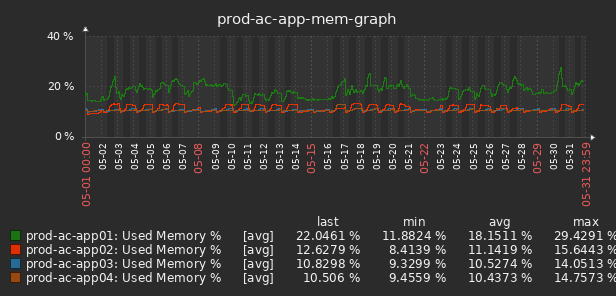 prod-ac-app-mem-graph
40 %
20 %
0 %
05-01 00:00 05-02 05-03 05-04 05-05 05-06 05-07 05-08 05-09 05-10 05-11 05-12 05-13 05-14 05-15 05-16 05-17 05-18 05-19 05-20 05-21 05-22 05-23 05-24 05-25 05-26 05-27 05-28 05-29 05-30 05-31 05-31 23:59
last min avg max
prod-ac-app01: Used Memory % [avg] 22.0461 % 11.8824 % 18.1511 % 29.4291 %
prod-ac-app02: Used Memory % [avg] 12.6279 % 8.4139 % 11.1419 % 15.6443 %
prod-ac-app03: Used Memory % [avg] 10.8298 % 9.3299 % 10.5274 % 14.0513 %
prod-ac-app04: Used Memory % [avg] 10.506 % 9.4559 % 10.4373 % 14.7573 %